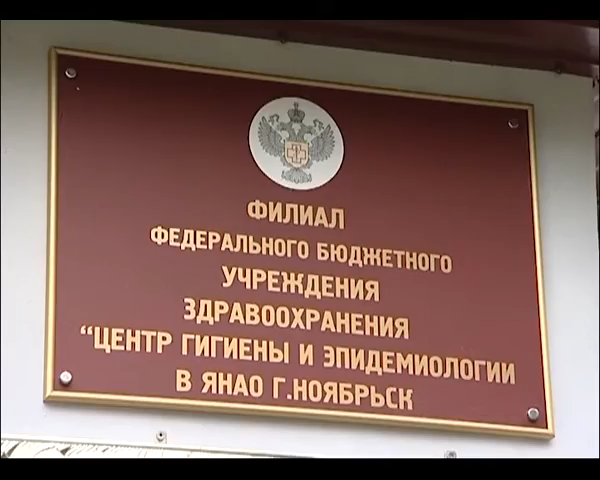 ФИЛИАЛ
ФЕДЕРАЛЬНОГО БЮДЖЕТНОГО
УЧРЕЖДЕНИЯ
ЗДРАВООХРАНЕНИЯ
“ЦЕНТР ГИГИЕНЫ И ЭПИДЕМИОЛОГИИ
В ЯНАО Г.НОЯБРЬСК